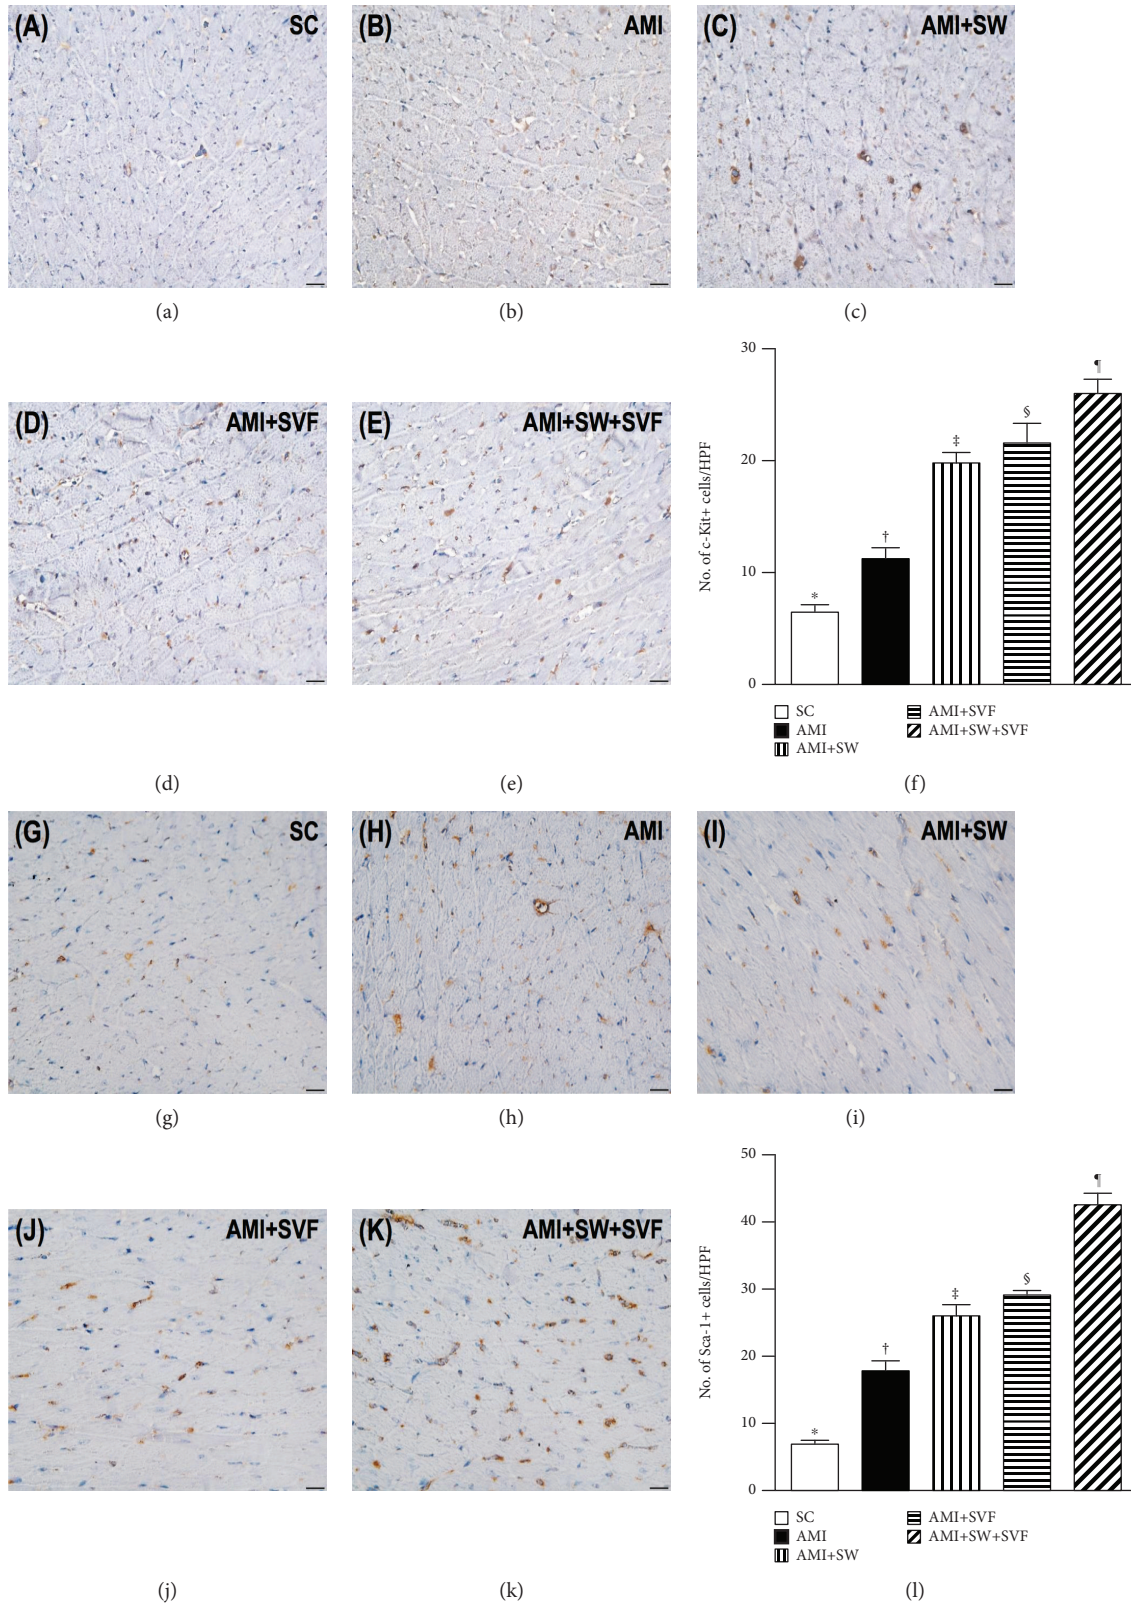 (A) SC
(B) AMI
(C) AMI+SW
(a)
(b)
(c)
(D) AMI+SVF
(E) AMI+SW+SVF
No. of c-Kit+ cells/HPF
30
20
10
0
*
†
‡
§
¶
SC
AMI
AMI+SW
AMI+SVF
AMI+SW+SVF
(d)
(e)
(f)
(G) SC
(H) AMI
(I) AMI+SW
(g)
(h)
(i)
(J) AMI+SVF
(K) AMI+SW+SVF
No. of Sca-1+ cells/HPF
50
40
30
20
10
0
*
†
‡
§
¶
SC
AMI
AMI+SW
AMI+SVF
AMI+SW+SVF
(j)
(k)
(l)